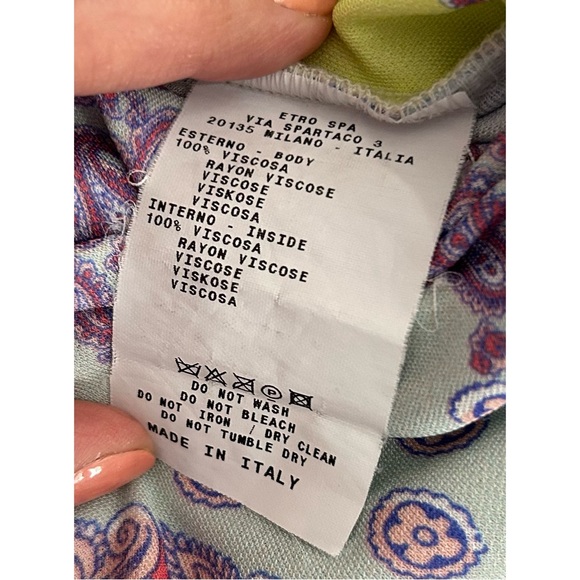 ETRO SPA
VIA SPARTACO 3
20135 MILANO - ITALIA
ESTERNO - BODY
100% VISCOSA
RAYON VISCOSE
VISCOSE
VISKOSE
VISCOSA
INTERNO - INSIDE
100% VISCOSA
RAYON VISCOSE
VISCOSE
VISKOSE
VISCOSA
P
DO NOT WASH
DO NOT BLEACH
DO NOT IRON / DRY CLEAN
DO NOT TUMBLE DRY
MADE IN ITALY